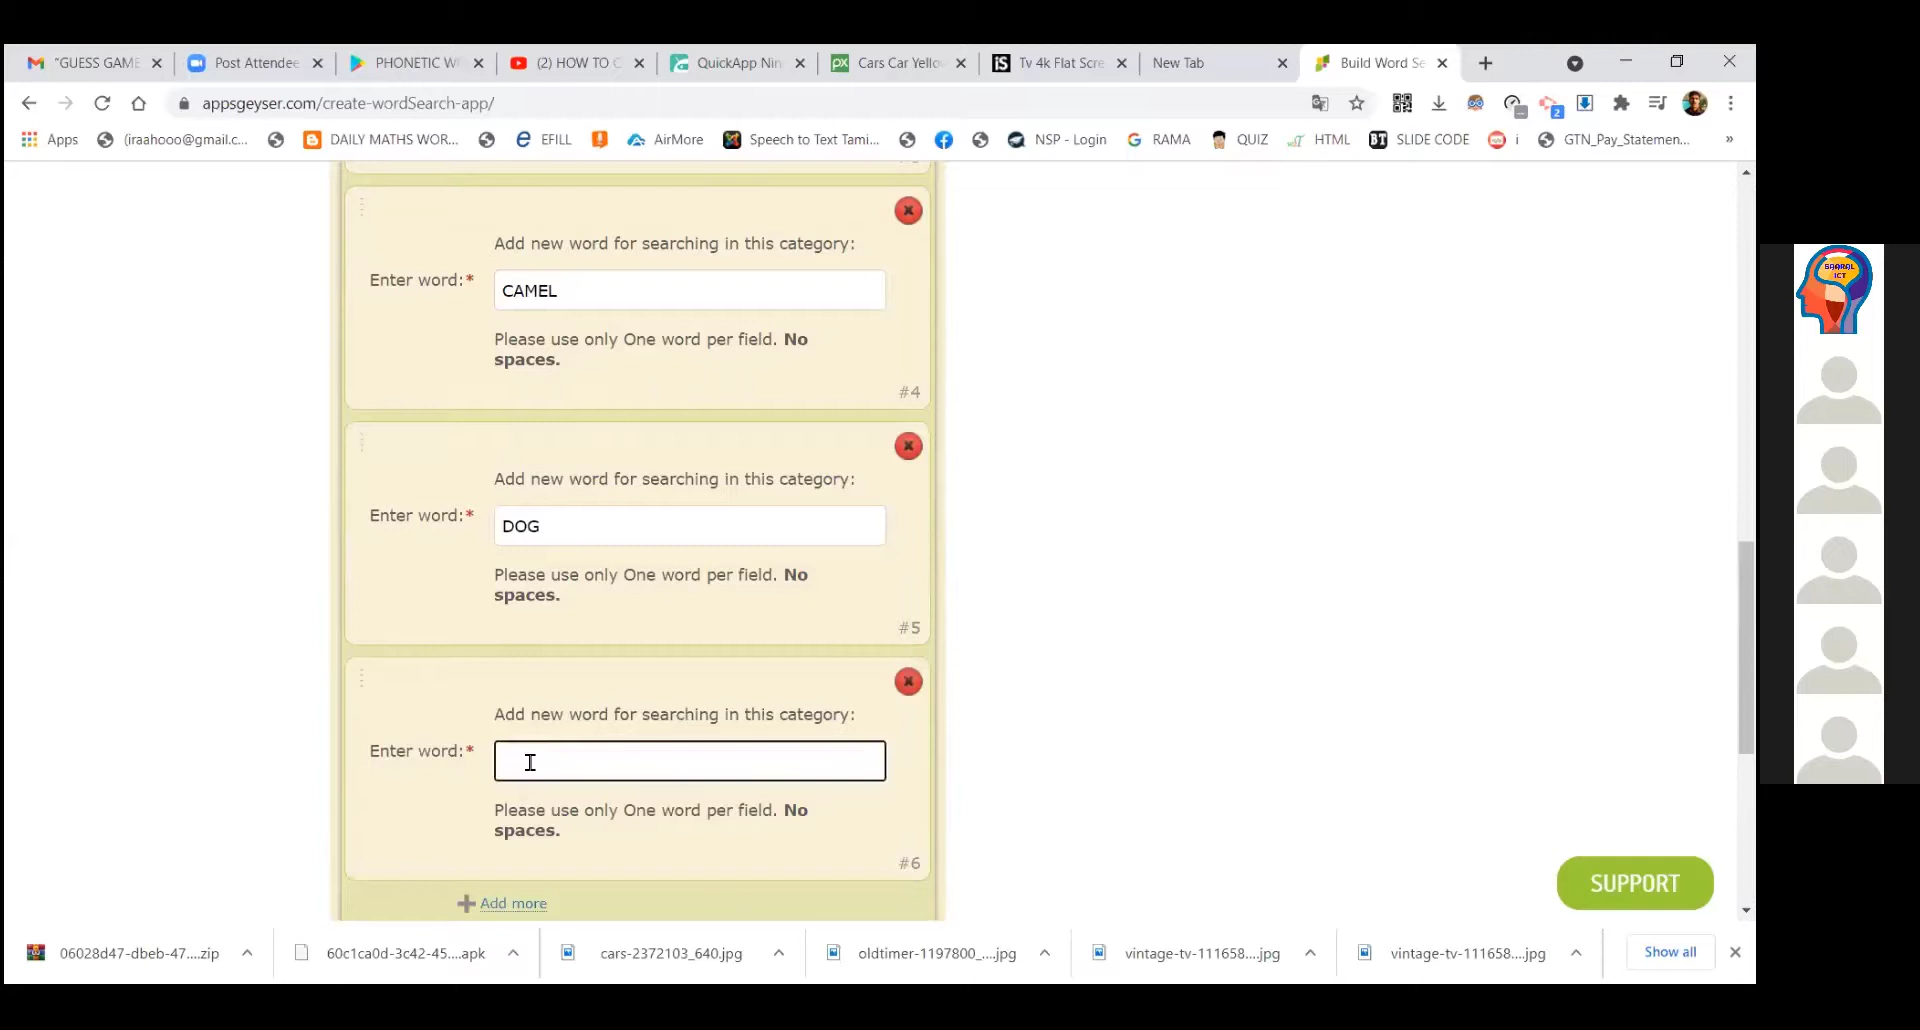 "GUESS GAME
Post Attendee
PHONETIC W
(2) HOW TO C
QuickApp Nin
Cars Car Yello
Tv 4k Flat Scre
New Tab
Build Word Se
appsgeyser.com/create-wordSearch-app/
Apps
(iraahooo@gmail.c...
DAILY MATHS WOR...
EFILL
AirMore
Speech to Text Tami...
NSP - Login
RAMA
QUIZ
HTML
SLIDE CODE
i
GTN_Pay_Statemen...
»
Add new word for searching in this category:
Enter word:*
CAMEL
Please use only One word per field. No
spaces.
#4
Add new word for searching in this category:
Enter word:*
DOG
Please use only One word per field. No
spaces.
#5
Add new word for searching in this category:
Enter word:*
Please use only One word per field. No
spaces.
#6
Add more
SUPPORT
SAARAL
ICT
06028d47-dbeb-47....zip
60c1ca0d-3c42-45....apk
cars-2372103_640.jpg
oldtimer-1197800_....jpg
vintage-tv-111658....jpg
vintage-tv-111658....jpg
Show all